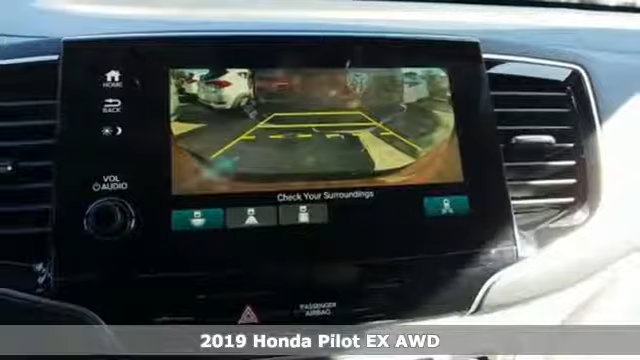 HOME
BACK
VOL
AUDIO
Check Your Surroundings
PASSENGER
AIRBAG
2019 Honda Pilot EX AWD